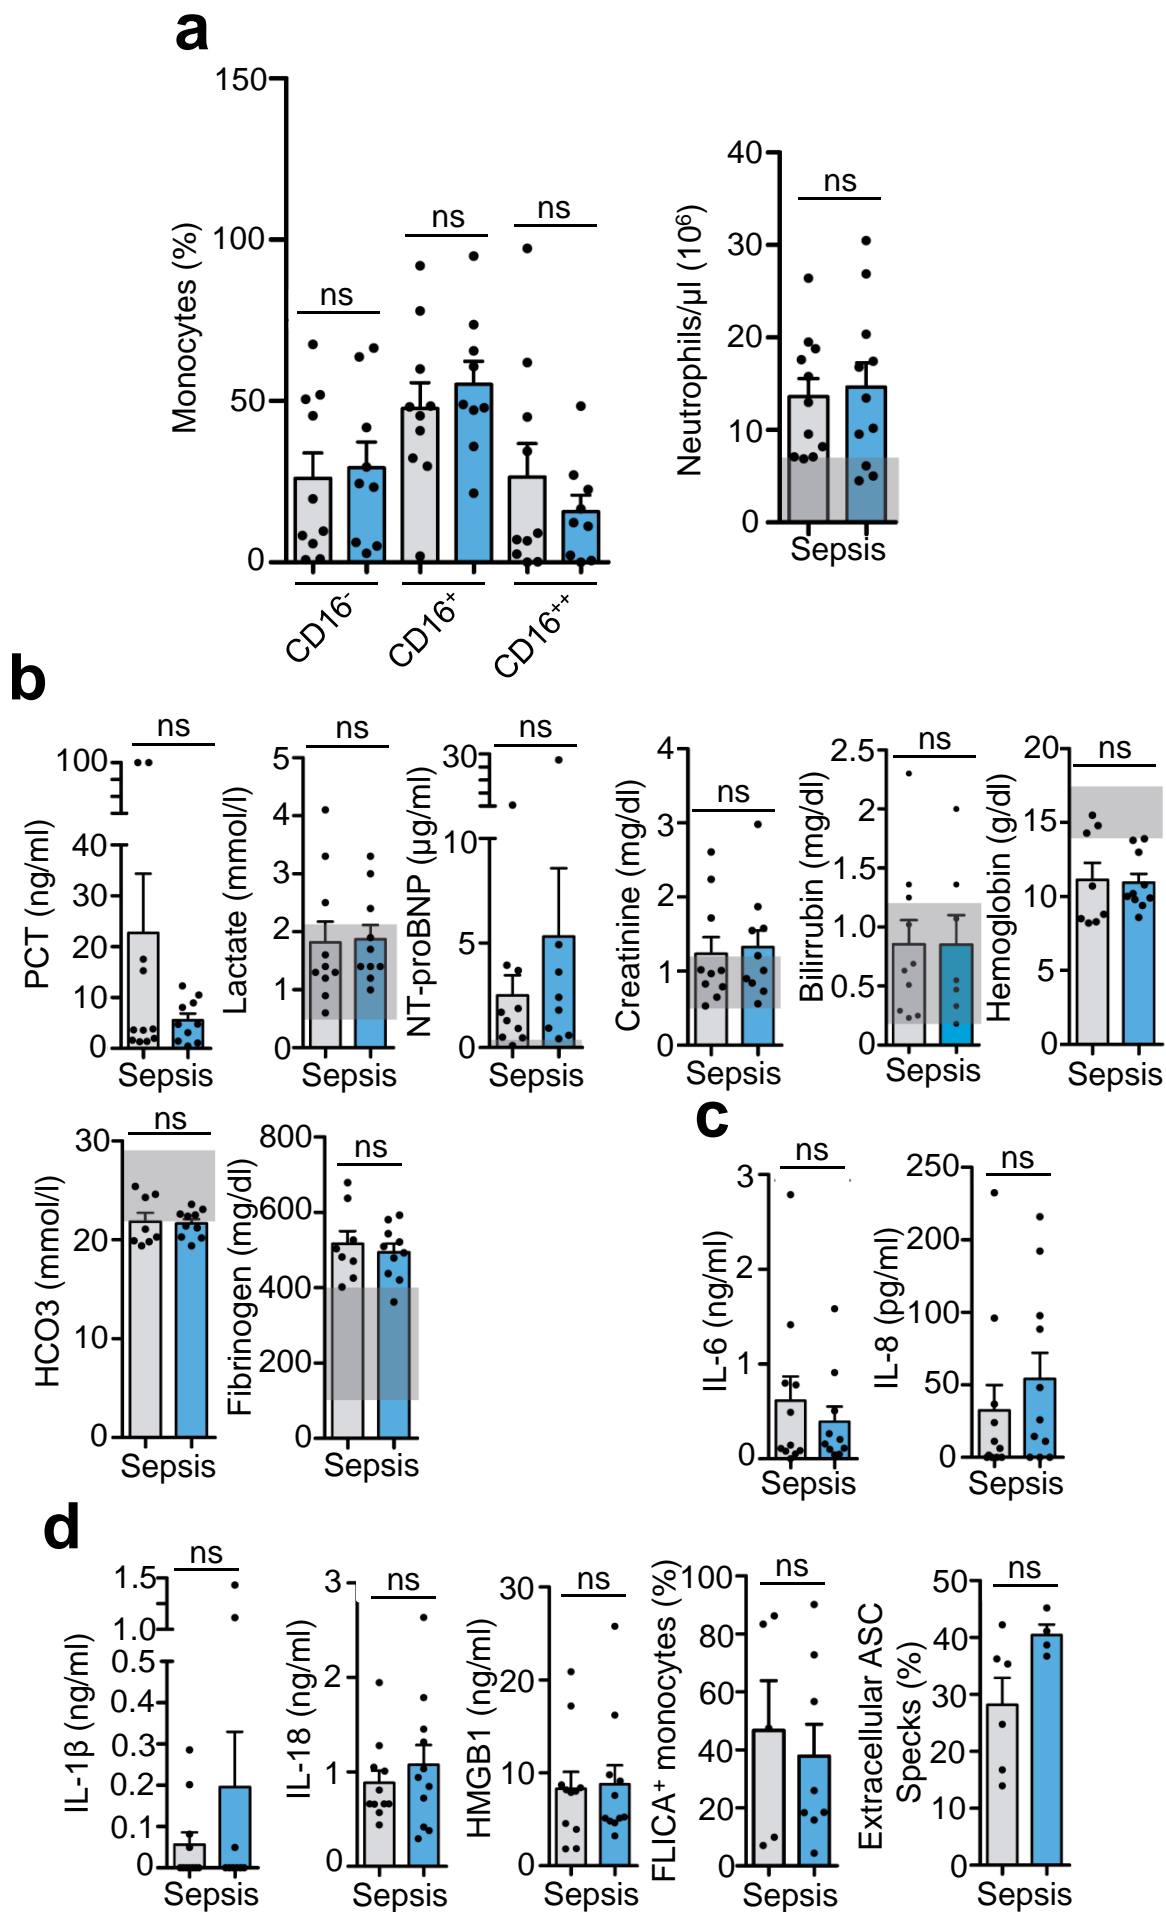 a
150
100
50
0
Monocytes (%)
ns
ns
ns
CD16-
CD16+
CD16++
40
30
20
10
0
Neutrophils/µl (10⁶)
ns
Sepsis
b
100
40
30
20
10
0
PCT (ng/ml)
ns
Sepsis
5
4
3
2
1
0
Lactate (mmol/l)
ns
Sepsis
30
10
5
0
NT-proBNP (µg/ml)
ns
Sepsis
4
3
2
1
0
Creatinine (mg/dl)
ns
Sepsis
2.5
2
1.5
1.0
0.5
0
Bilirrubin (mg/dl)
ns
Sepsis
20
15
10
5
0
Hemoglobin (g/dl)
ns
Sepsis
30
20
10
0
HCO3 (mmol/l)
ns
Sepsis
800
600
400
200
0
Fibrinogen (mg/dl)
ns
Sepsis
c
3
2
1
0
IL-6 (ng/ml)
ns
Sepsis
250
200
100
50
0
IL-8 (pg/ml)
ns
Sepsis
d
1.5
1.0
0.5
0.4
0.3
0.2
0.1
0
IL-1β (ng/ml)
ns
Sepsis
3
2
1
0
IL-18 (ng/ml)
ns
Sepsis
30
20
10
0
HMGB1 (ng/ml)
ns
Sepsis
100
80
60
40
20
0
FLICA+ monocytes (%)
ns
Sepsis
50
40
30
20
10
0
Extracellular ASC
Specks (%)
ns
Sepsis